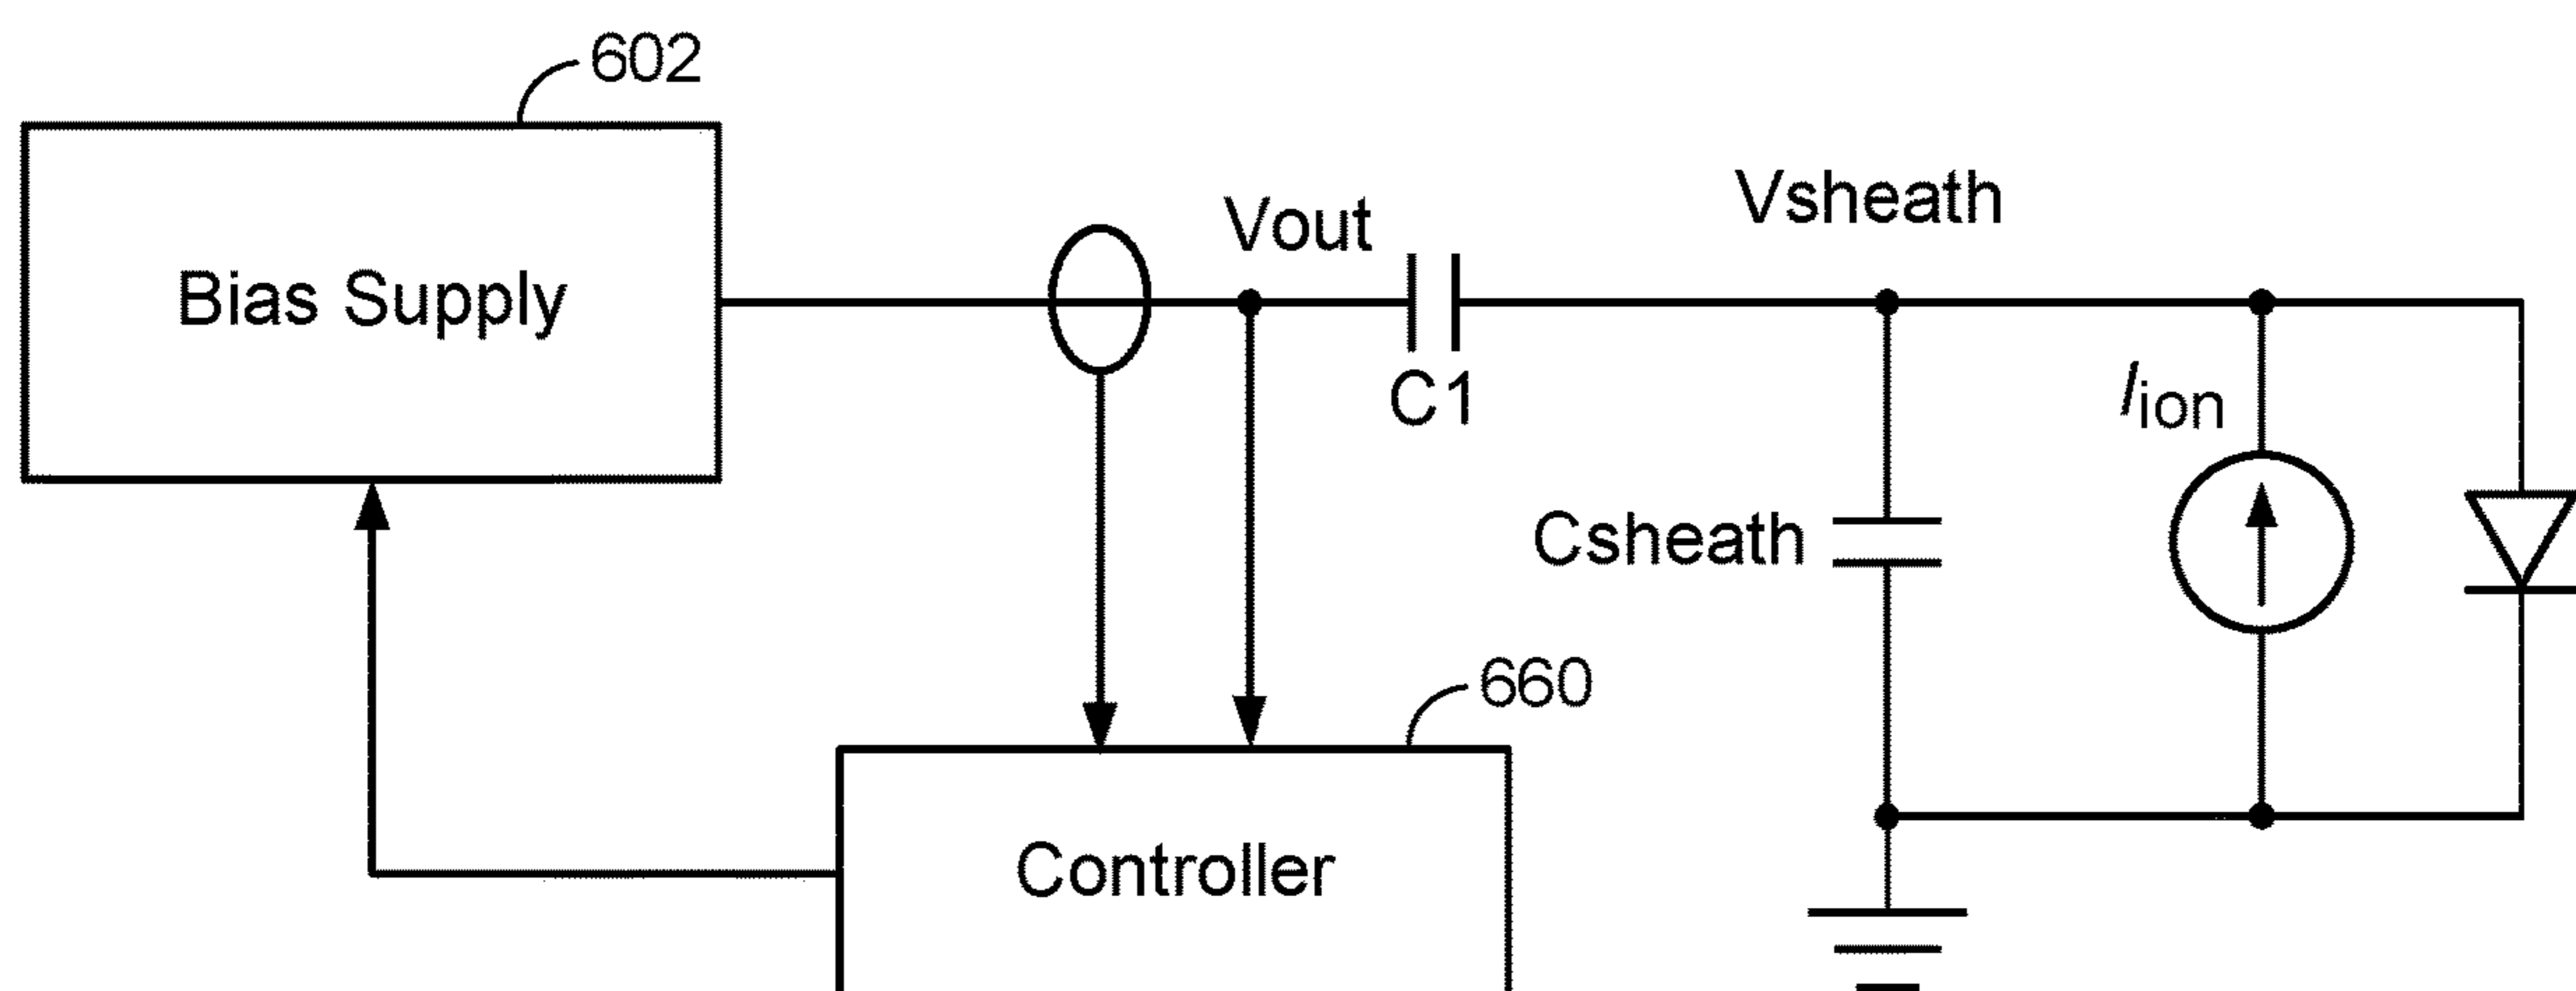 602
Bias Supply
Vout
Vsheath
C1
Iion
Csheath
660
Controller